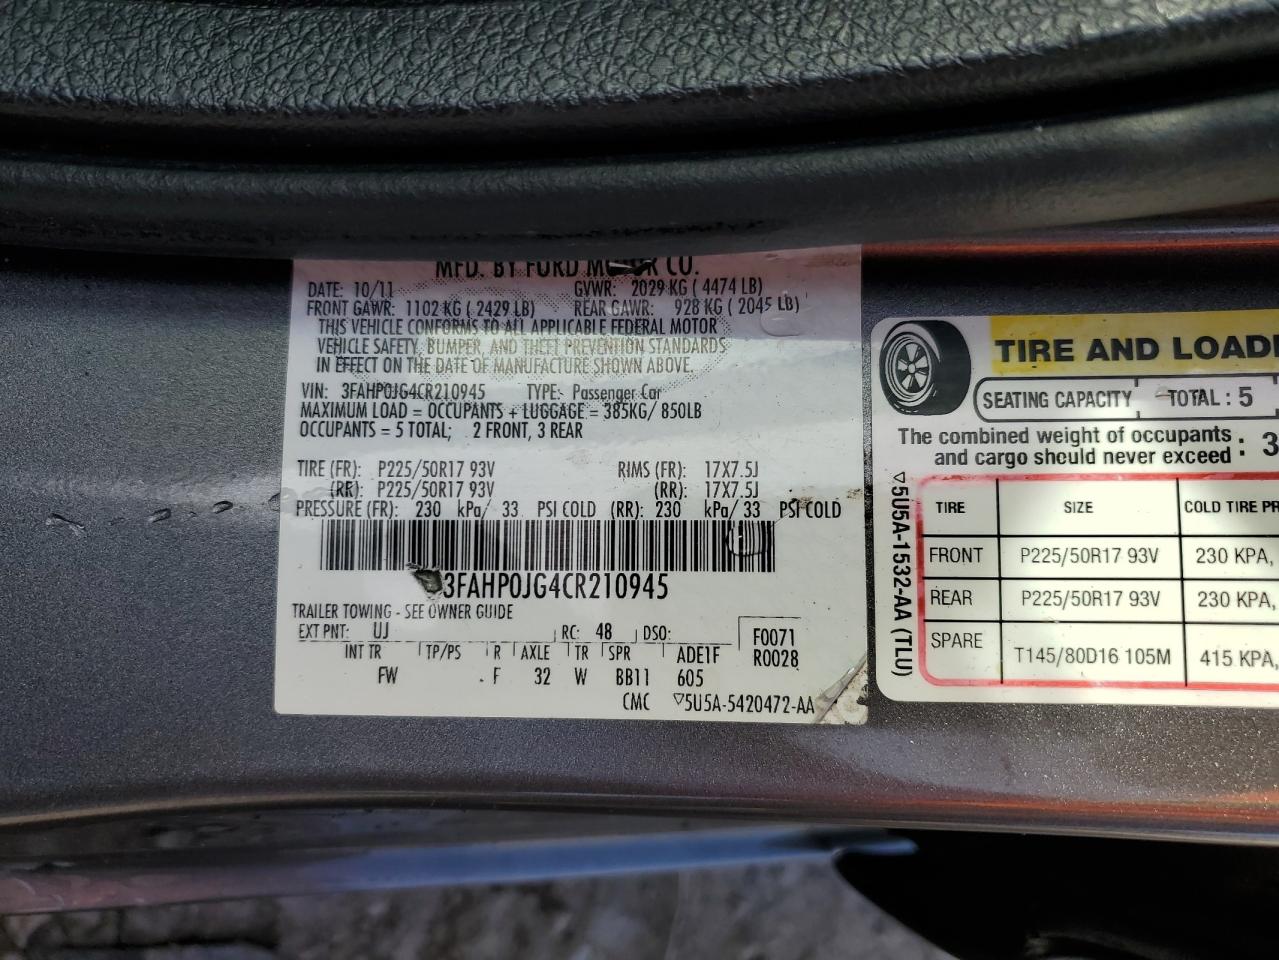 MFD. BY FORD MOTOR CO.
DATE: 10/11 GVWR: 2029 KG ( 4474 LB)
FRONT GAWR: 1102 KG ( 2429 LB) REAR GAWR: 928 KG ( 2045 LB)
THIS VEHICLE CONFORMS TO ALL APPLICABLE FEDERAL MOTOR
VEHICLE SAFETY, BUMPER, AND THEFT PREVENTION STANDARDS
IN EFFECT ON THE DATE OF MANUFACTURE SHOWN ABOVE.
VIN: 3FAHP0JG4CR210945 TYPE: Passenger Car
MAXIMUM LOAD = OCCUPANTS + LUGGAGE = 385KG/ 850LB
OCCUPANTS = 5 TOTAL; 2 FRONT, 3 REAR
TIRE (FR): P225/50R17 93V RIMS (FR): 17X7.5J
(RR): P225/50R17 93V (RR): 17X7.5J
PRESSURE (FR): 230 kPa/ 33 PSI COLD (RR): 230 kPa/ 33 PSI COLD
3FAHP0JG4CR210945
TRAILER TOWING - SEE OWNER GUIDE
EXT PNT: UJ RC: 48 DSO: F0071
INT TR TP/PS R AXLE TR SPR ADE1F R0028
FW F 32 W BB11 605
CMC ▽5U5A-5420472-AA
TIRE AND LOADI
SEATING CAPACITY TOTAL : 5
The combined weight of occupants : 3
and cargo should never exceed
▽5U5A-1532-AA (TLU)
TIRE SIZE COLD TIRE PR
FRONT P225/50R17 93V 230 KPA,
REAR P225/50R17 93V 230 KPA,
SPARE T145/80D16 105M 415 KPA,